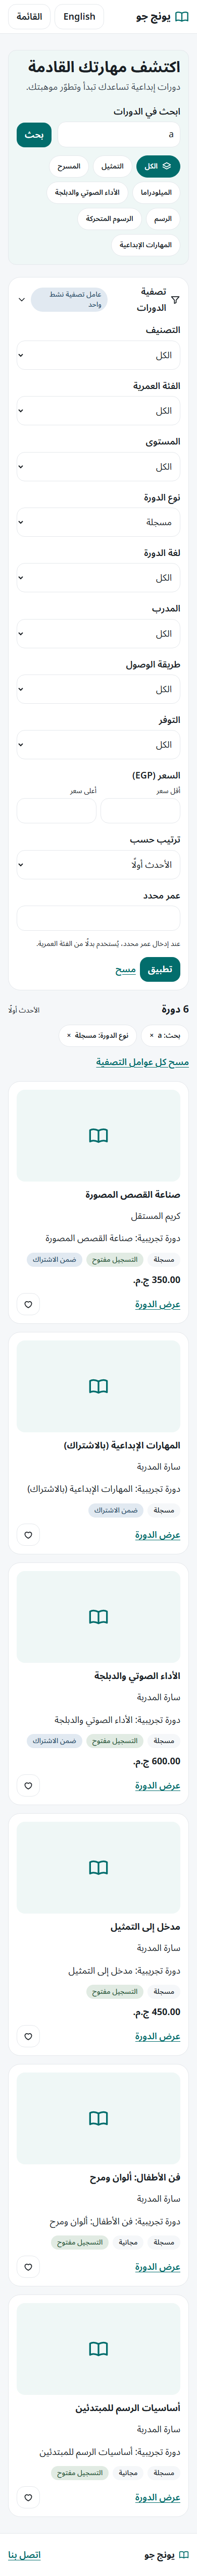 يونج جو
English
القائمة
اكتشف مهارتك القادمة
دورات إبداعية تساعدك تبدأ وتطوّر موهبتك.
ابحث في الدورات
a
بحث
الكل
التمثيل
المسرح
الميلودراما
الأداء الصوتي والدبلجة
الرسم
الرسوم المتحركة
المهارات الإبداعية
تصفية
الدورات
عامل تصفية نشط
واحد
التصنيف
الكل
الفئة العمرية
الكل
المستوى
الكل
نوع الدورة
مسجلة
لغة الدورة
الكل
المدرب
الكل
طريقة الوصول
الكل
التوفر
الكل
السعر (EGP)
أقل سعر
أعلى سعر
ترتيب حسب
الأحدث أولًا
عمر محدد
عند إدخال عمر محدد، يُستخدم بدلًا من الفئة العمرية.
تطبيق
مسح
6 دورة
الأحدث أولًا
بحث: a ×
نوع الدورة: مسجلة ×
مسح كل عوامل التصفية
صناعة القصص المصورة
كريم المستقل
دورة تجريبية: صناعة القصص المصورة
مسجلة
التسجيل مفتوح
ضمن الاشتراك
350.00 ج.م.
عرض الدورة
المهارات الإبداعية (بالاشتراك)
سارة المدربة
دورة تجريبية: المهارات الإبداعية (بالاشتراك)
مسجلة
ضمن الاشتراك
عرض الدورة
الأداء الصوتي والدبلجة
سارة المدربة
دورة تجريبية: الأداء الصوتي والدبلجة
مسجلة
التسجيل مفتوح
ضمن الاشتراك
600.00 ج.م.
عرض الدورة
مدخل إلى التمثيل
سارة المدربة
دورة تجريبية: مدخل إلى التمثيل
مسجلة
التسجيل مفتوح
450.00 ج.م.
عرض الدورة
فن الأطفال: ألوان ومرح
سارة المدربة
دورة تجريبية: فن الأطفال: ألوان ومرح
مسجلة
مجانية
التسجيل مفتوح
عرض الدورة
أساسيات الرسم للمبتدئين
سارة المدربة
دورة تجريبية: أساسيات الرسم للمبتدئين
مسجلة
مجانية
التسجيل مفتوح
عرض الدورة
يونج جو
اتصل بنا